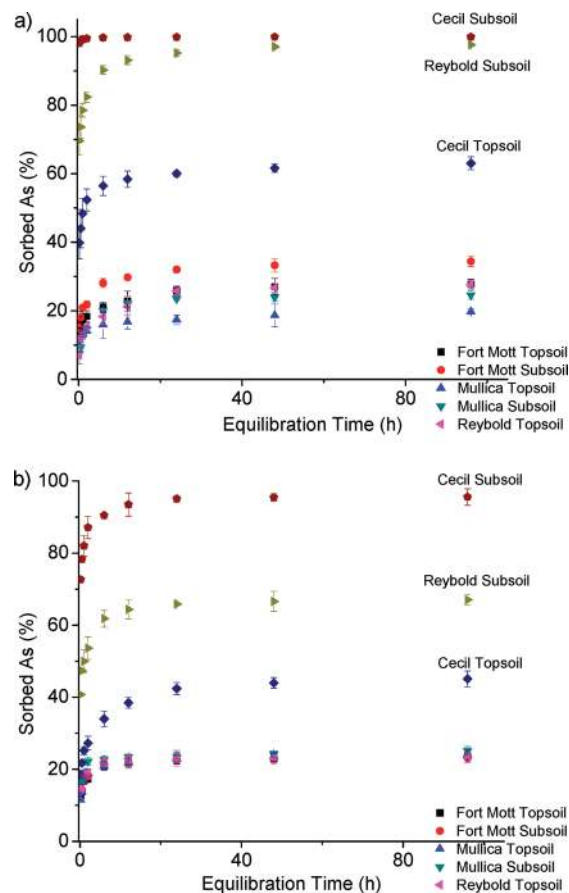 a)
100
80
60
40
20
0
Sorbed As (%)
Cecil Subsoil
Reybold Subsoil
Cecil Topsoil
Fort Mott Topsoil
Fort Mott Subsoil
Mullica Topsoil
Mullica Subsoil
Reybold Topsoil
0 40 80
Equilibration Time (h)
b)
100
80
60
40
20
0
Sorbed As (%)
Cecil Subsoil
Reybold Subsoil
Cecil Topsoil
Fort Mott Topsoil
Fort Mott Subsoil
Mullica Topsoil
Mullica Subsoil
Reybold Topsoil
0 40 80
Equilibration Time (h)